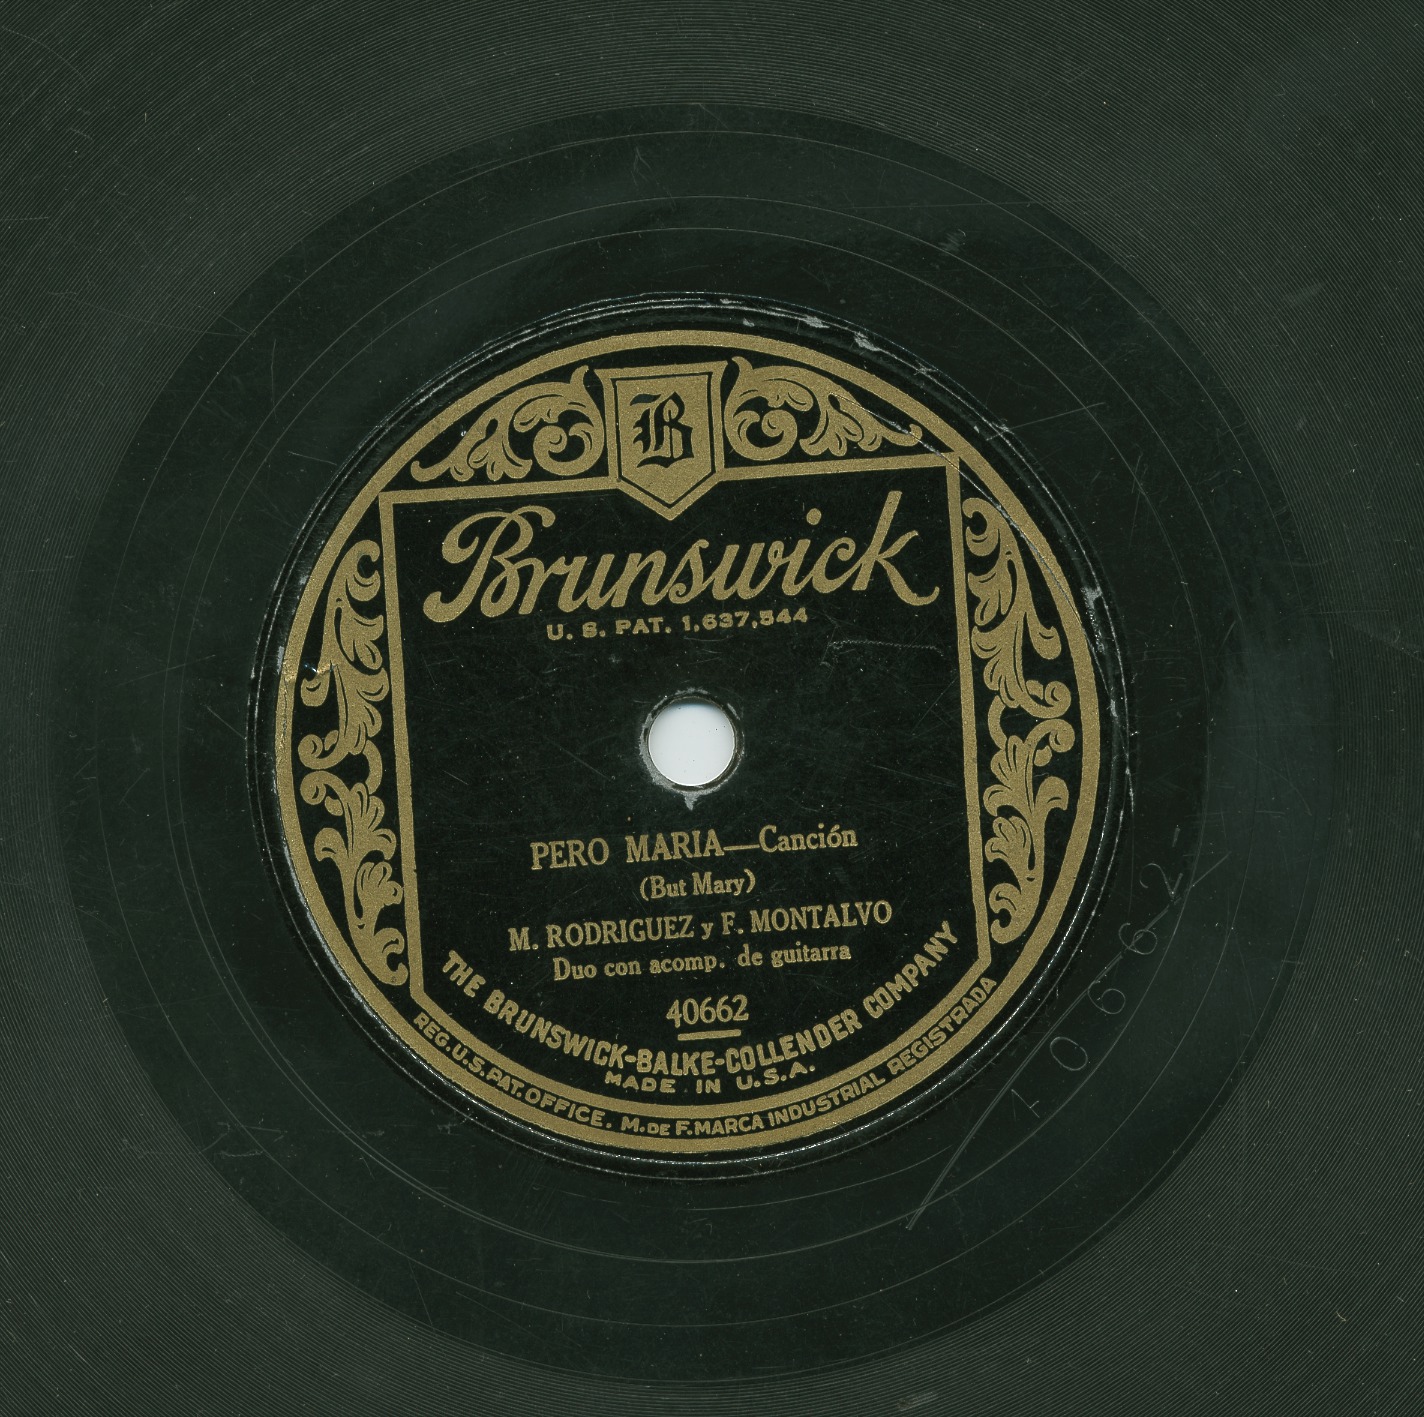 B
Brunswick
U. S. PAT. 1,637,544
PERO MARIA—Canción
(But Mary)
M. RODRIGUEZ y F. MONTALVO
Duo con acomp. de guitarra
40662
THE BRUNSWICK-BALKE-COLLENDER COMPANY
MADE IN U.S.A.
REG. U.S. PAT. OFFICE. M. DE F. MARCA INDUSTRIAL REGISTRADA
40662